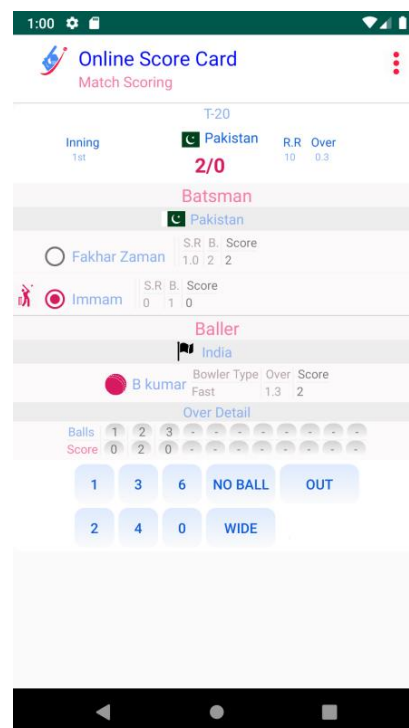 1:00
Online Score Card
Match Scoring
T-20
Inning Pakistan R.R Over
1st 10 0.3
2/0
Batsman
Pakistan
S.R B. Score
Fakhar Zaman 1.0 2 2
S.R B. Score
Immam 0 1 0
Baller
India
Bowler Type Over Score
B kumar Fast 1.3 2
Over Detail
Balls 1 2 3 - - - - - - -
Score 0 2 0 - - - - - - -
1 3 6 NO BALL OUT
2 4 0 WIDE